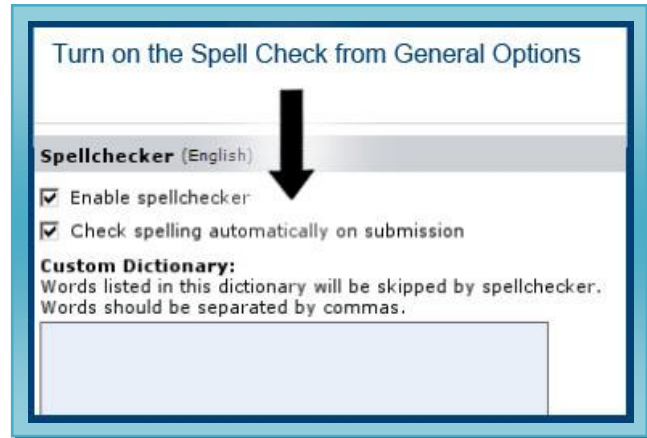 Turn on the Spell Check from General Options
Spellchecker (English)
Enable spellchecker
Check spelling automatically on submission
Custom Dictionary:
Words listed in this dictionary will be skipped by spellchecker.
Words should be separated by commas.